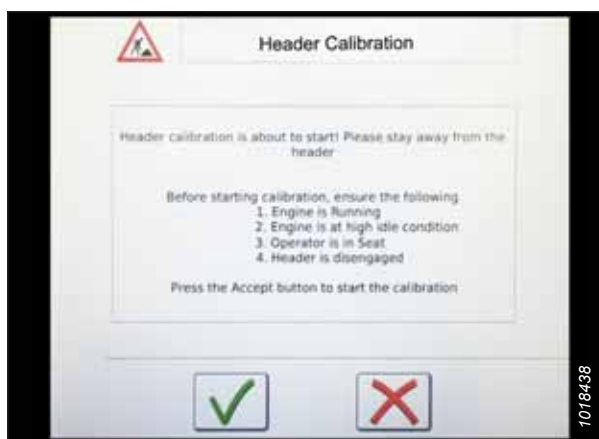 Header Calibration
Header calibration is about to start! Please stay away from the
header
Before starting calibration, ensure the following
1. Engine is Running
2. Engine is at high idle condition
3. Operator is in Seat
4. Header is disengaged
Press the Accept button to start the calibration
1018438